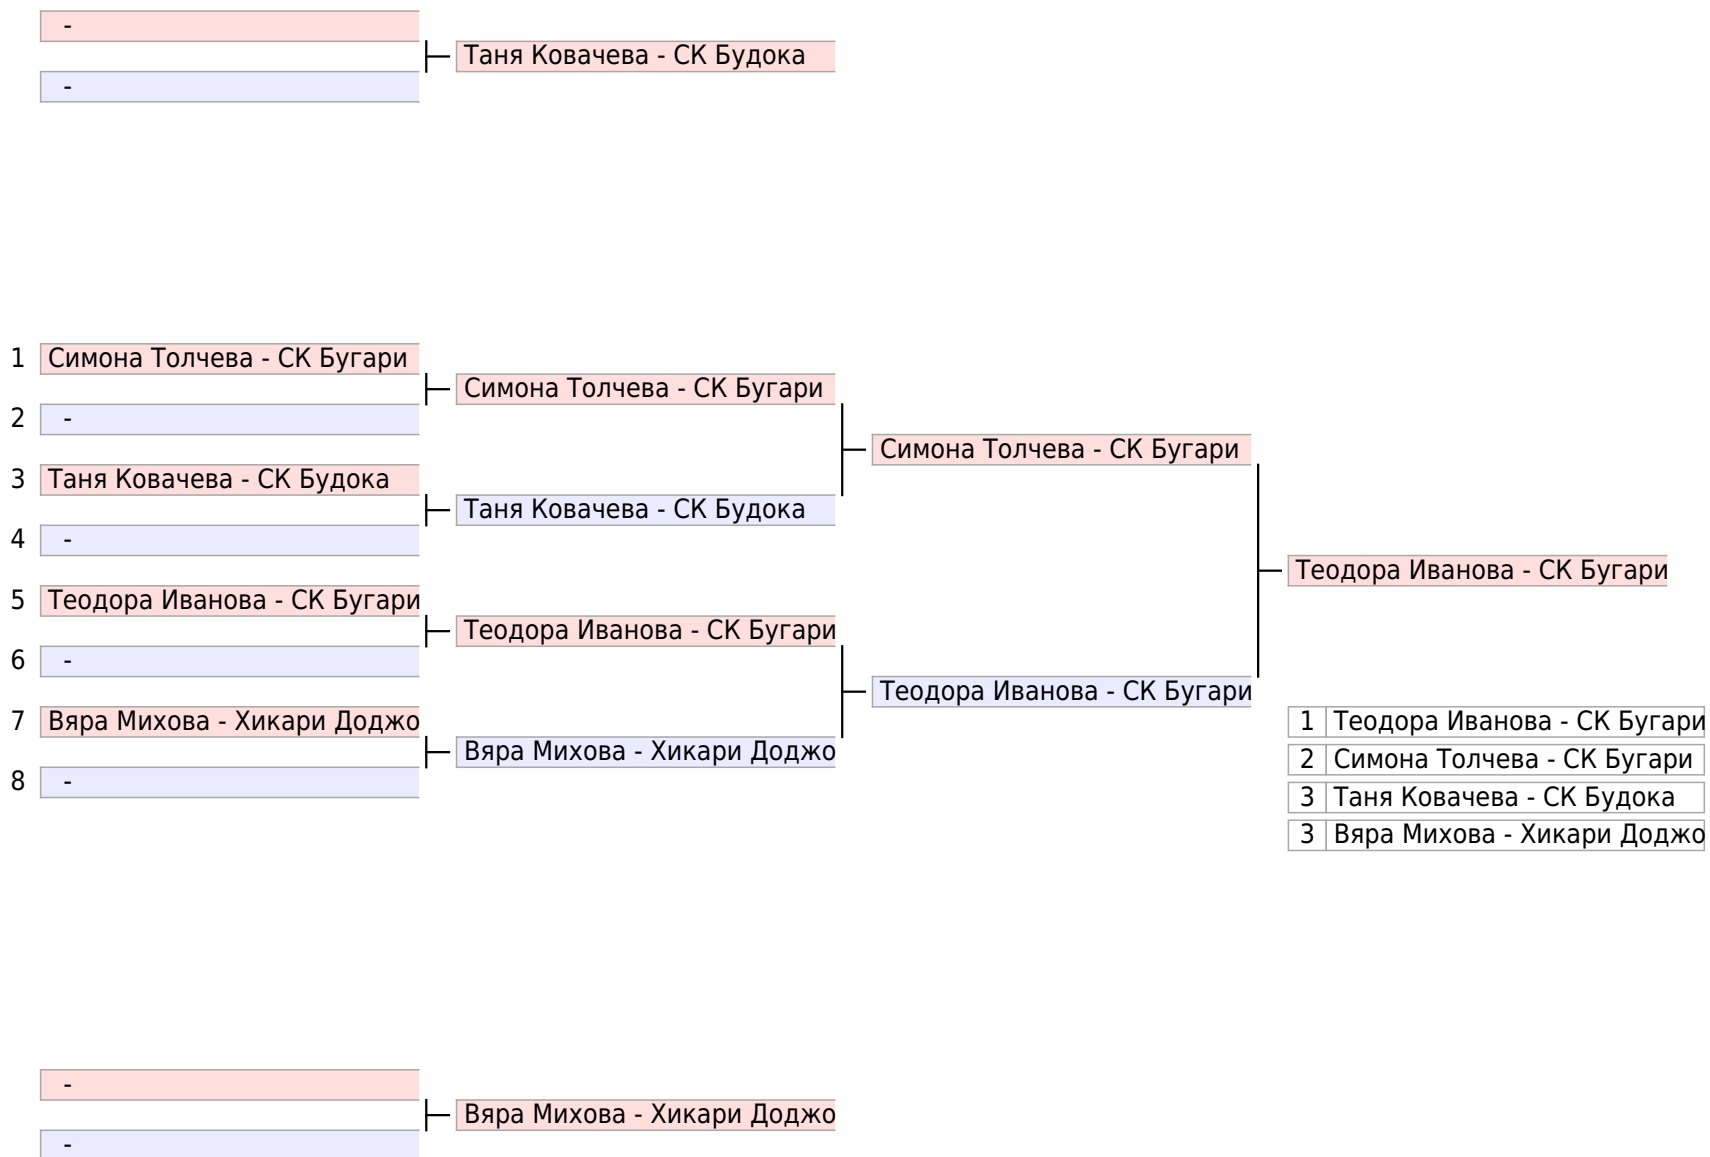 -
Таня Ковачева - СК Будока
-
1 Симона Толчева - СК Бугари
Симона Толчева - СК Бугари
2 -
Симона Толчева - СК Бугари
3 Таня Ковачева - СК Будока
Таня Ковачева - СК Будока
4 -
Теодора Иванова - СК Бугари
5 Теодора Иванова - СК Бугари
Теодора Иванова - СК Бугари
6 -
Теодора Иванова - СК Бугари
7 Вяра Михова - Хикари Доджо
Вяра Михова - Хикари Доджо
8 -
1 Теодора Иванова - СК Бугари
2 Симона Толчева - СК Бугари
3 Таня Ковачева - СК Будока
3 Вяра Михова - Хикари Доджо
-
Вяра Михова - Хикари Доджо
-